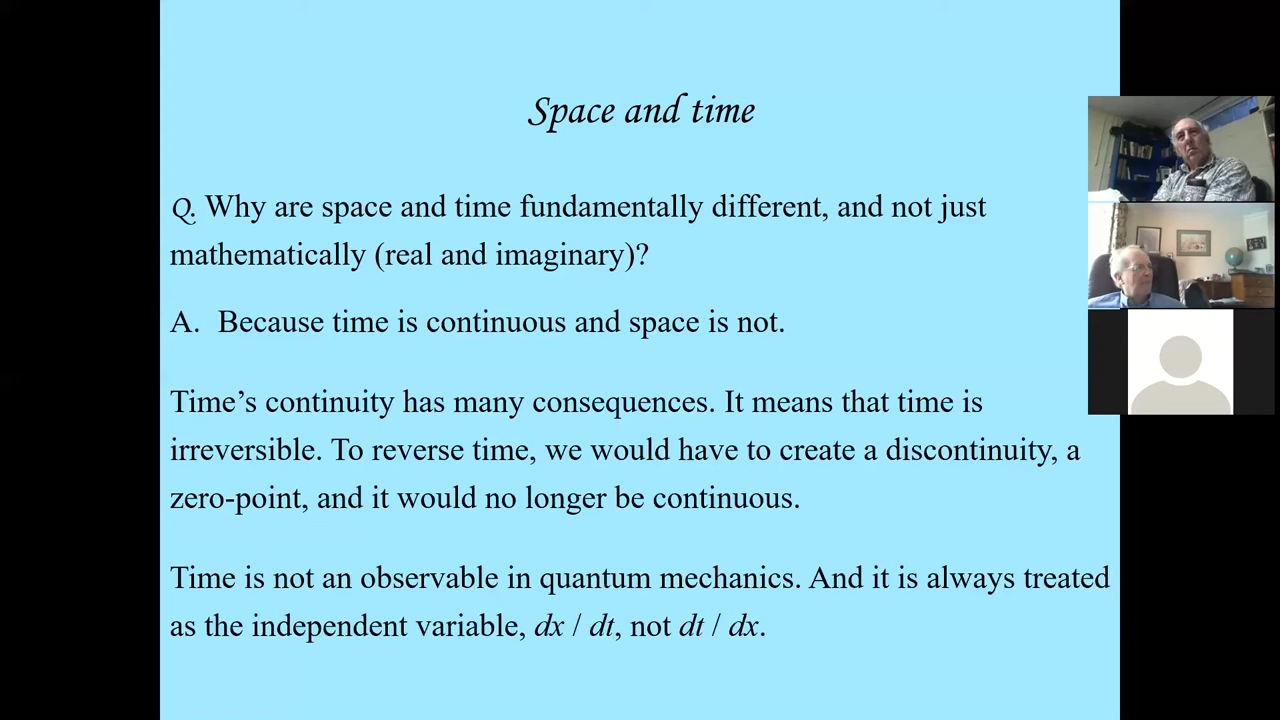 Space and time
Q. Why are space and time fundamentally different, and not just
mathematically (real and imaginary)?
A. Because time is continuous and space is not.
Time’s continuity has many consequences. It means that time is
irreversible. To reverse time, we would have to create a discontinuity, a
zero-point, and it would no longer be continuous.
Time is not an observable in quantum mechanics. And it is always treated
as the independent variable, dx / dt, not dt / dx.